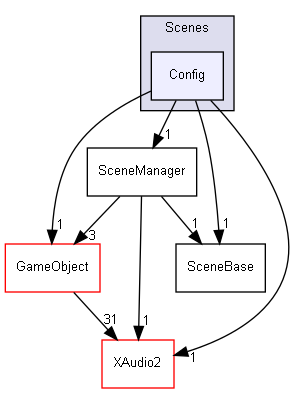 Scenes
Config
1
SceneManager
1
3
1
1
GameObject
SceneBase
31
1
1
XAudio2